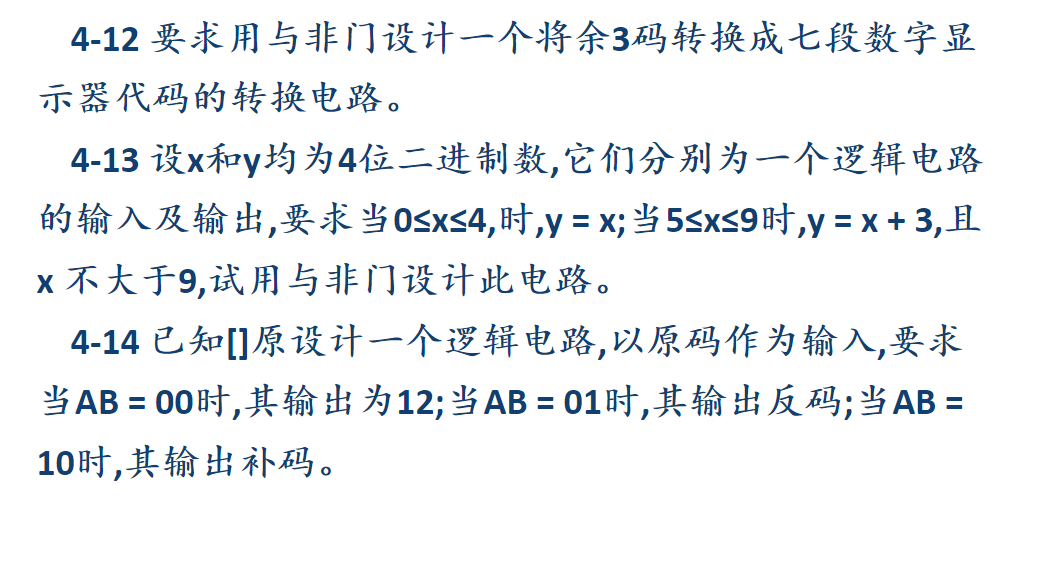 4-12 要求用与非门设计一个将余3码转换成七段数字显
示器代码的转换电路。
4-13 设x和y均为4位二进制数,它们分别为一个逻辑电路
的输入及输出,要求当0≤x≤4,时,y = x;当5≤x≤9时,y = x + 3,且
x 不大于9,试用与非门设计此电路。
4-14 已知[]原设计一个逻辑电路,以原码作为输入,要求
当AB = 00时,其输出为12;当AB = 01时,其输出反码;当AB =
10时,其输出补码。